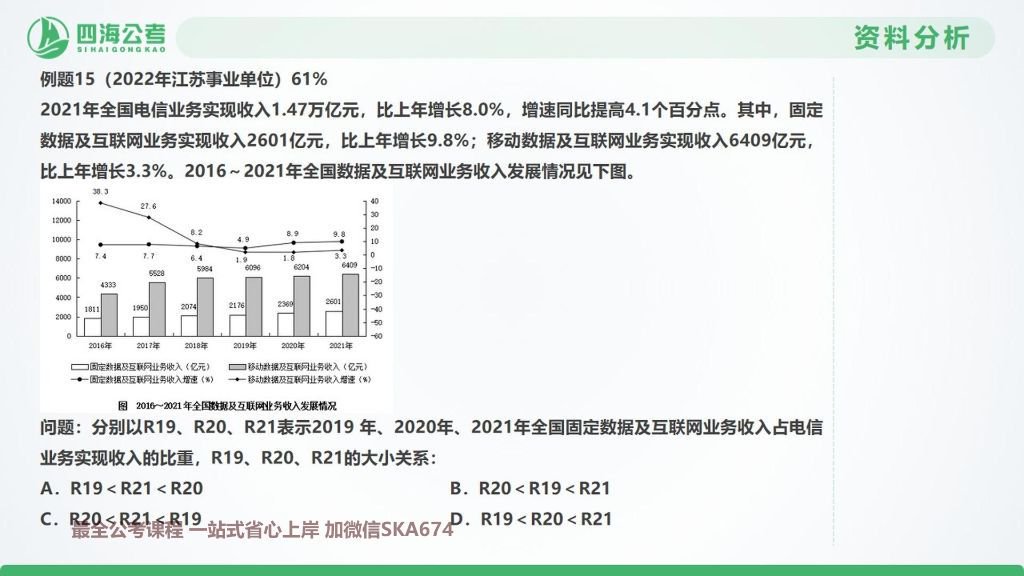 四海公考
SIHAIGONGKAO
资料分析
例题15（2022年江苏事业单位）61%
2021年全国电信业务实现收入1.47万亿元，比上年增长8.0%，增速同比提高4.1个百分点。其中，固定
数据及互联网业务实现收入2601亿元，比上年增长9.8%；移动数据及互联网业务实现收入6409亿元，
比上年增长3.3%。2016～2021年全国数据及互联网业务收入发展情况见下图。
14000
12000
10000
8000
6000
4000
2000
0
40
30
20
10
0
-10
-20
-30
-40
-50
-60
38.3
27.6
8.2
4.9
8.9
9.8
7.4
7.7
6.4
1.9
1.8
3.3
4333
5528
5984
6096
6204
6409
1811
1950
2074
2176
2369
2601
2016年 2017年 2018年 2019年 2020年 2021年
固定数据及互联网业务收入（亿元） 移动数据及互联网业务收入（亿元）
固定数据及互联网业务收入增速（%） 移动数据及互联网业务收入增速（%）
图 2016～2021年全国数据及互联网业务收入发展情况
问题：分别以R19、R20、R21表示2019 年、2020年、2021年全国固定数据及互联网业务收入占电信
业务实现收入的比重，R19、R20、R21的大小关系：
A．R19＜R21＜R20 B．R20＜R19＜R21
C．R20＜R21＜R19 D．R19＜R20＜R21
最全公考课程 一站式省心上岸 加微信SKA674